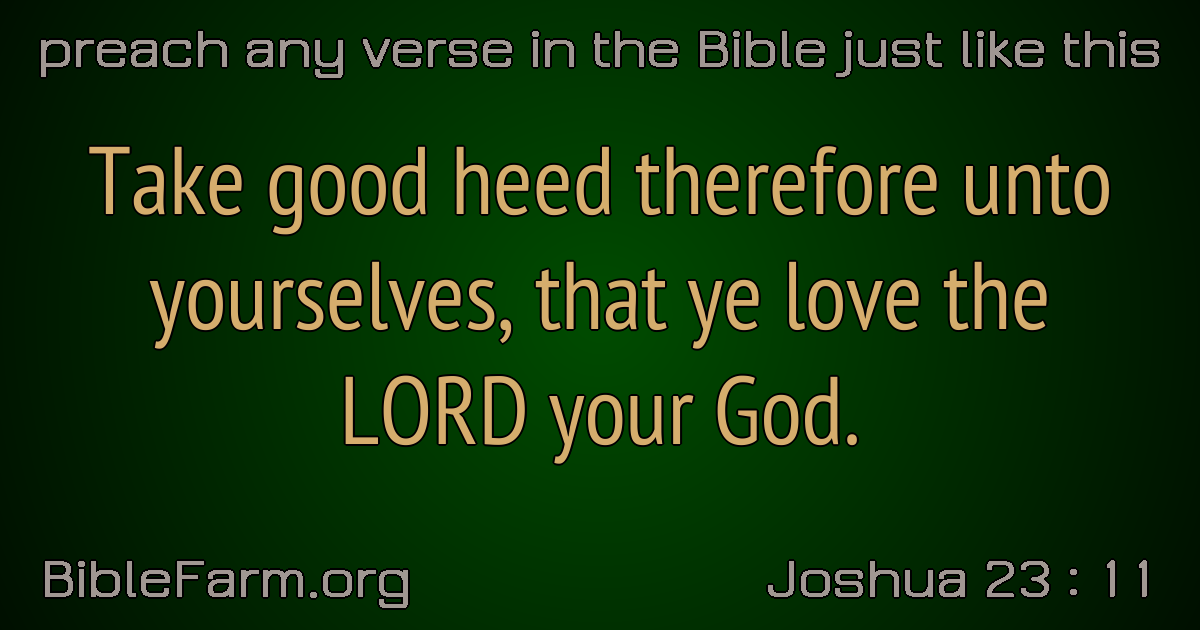 preach any verse in the Bible just like this
Take good heed therefore unto
yourselves, that ye love the
LORD your God.
BibleFarm.org
Joshua 23 : 11